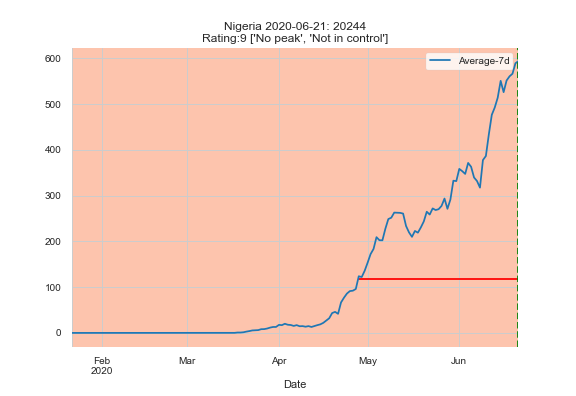 Nigeria 2020-06-21: 20244
Rating:9 ['No peak', 'Not in control']
Average-7d
600
500
400
300
200
100
0
Feb Mar Apr May Jun
2020
Date